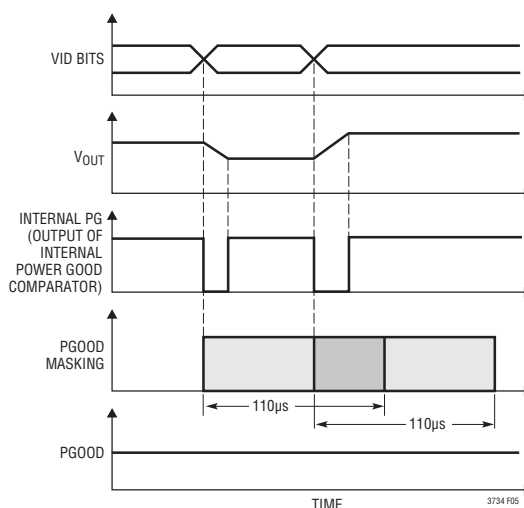 VID BITS
VOUT
INTERNAL PG
(OUTPUT OF
INTERNAL
POWER GOOD
COMPARATOR)
PGOOD
MASKING
110µs
110µs
PGOOD
TIME
3734 F05